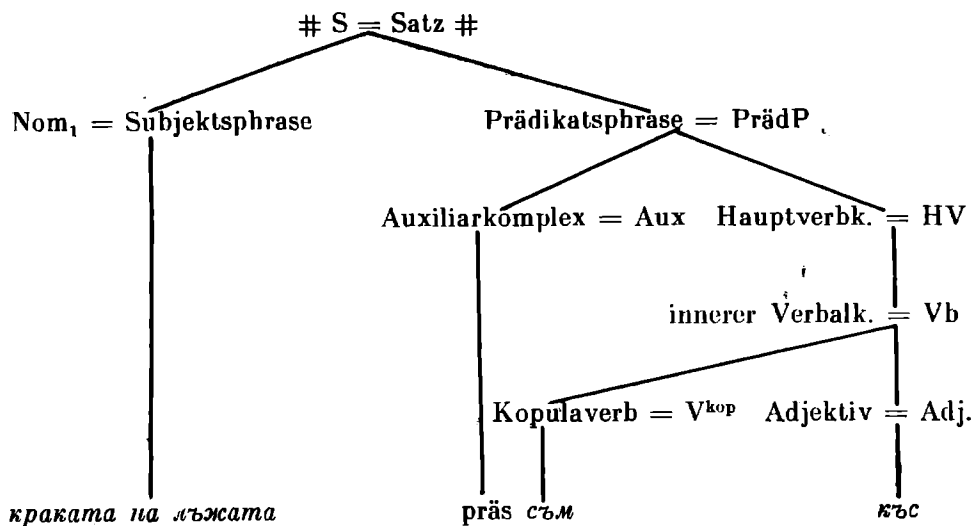 # S = Satz #
Nom₁ = Subjektsphrase Prädikatsphrase = PrädP
Auxiliarkomplex = Aux Hauptverbk. = HV
innerer Verbalk. = Vb
Kopulaverb = Vᵏᵒᵖ Adjektiv = Adj.
краката на лъжата präs съм къс